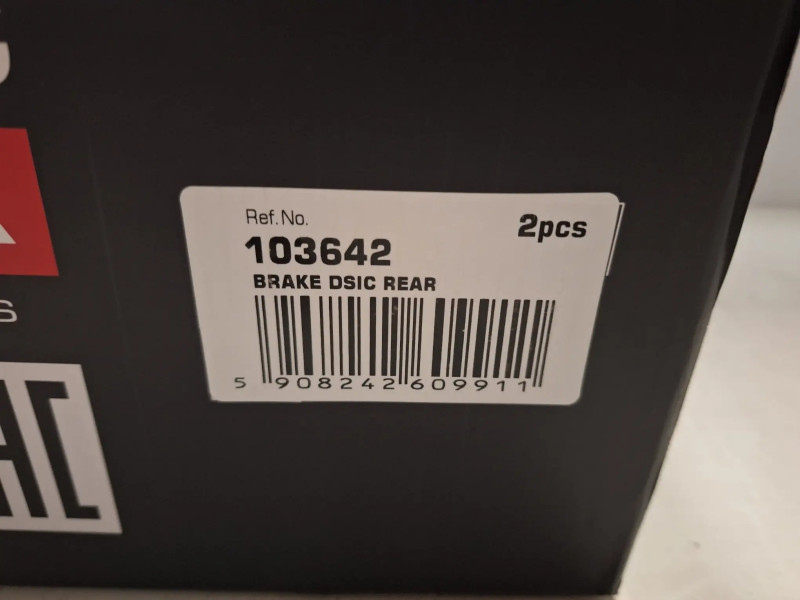 Ref. No.
2pcs
103642
BRAKE DSIC REAR
5 908242 609911
S